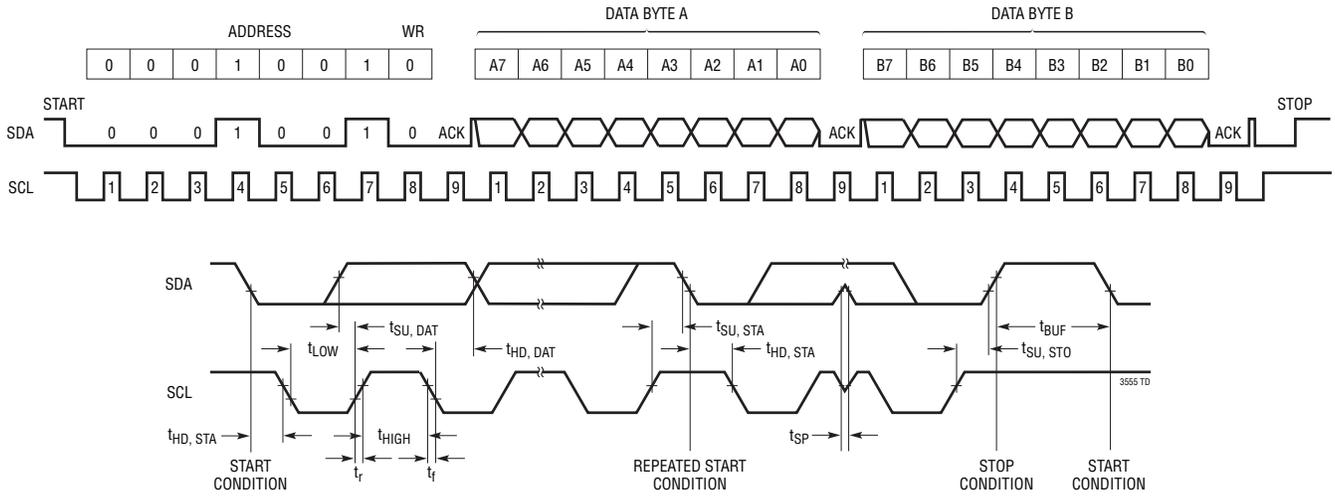 DATA BYTE A DATA BYTE B
ADDRESS WR
0 0 0 1 0 0 1 0 A7 A6 A5 A4 A3 A2 A1 A0 B7 B6 B5 B4 B3 B2 B1 B0
START STOP
SDA 0 0 0 1 0 0 1 0 ACK ACK ACK
SCL 1 2 3 4 5 6 7 8 9 1 2 3 4 5 6 7 8 9 1 2 3 4 5 6 7 8 9
SDA
tSU, DAT tSU, STA tBUF
tLOW tHD, DAT tHD, STA tSU, STO
SCL 3555 TD
tHD, STA tHIGH tSP
tr tf
START CONDITION REPEATED START CONDITION STOP CONDITION START CONDITION